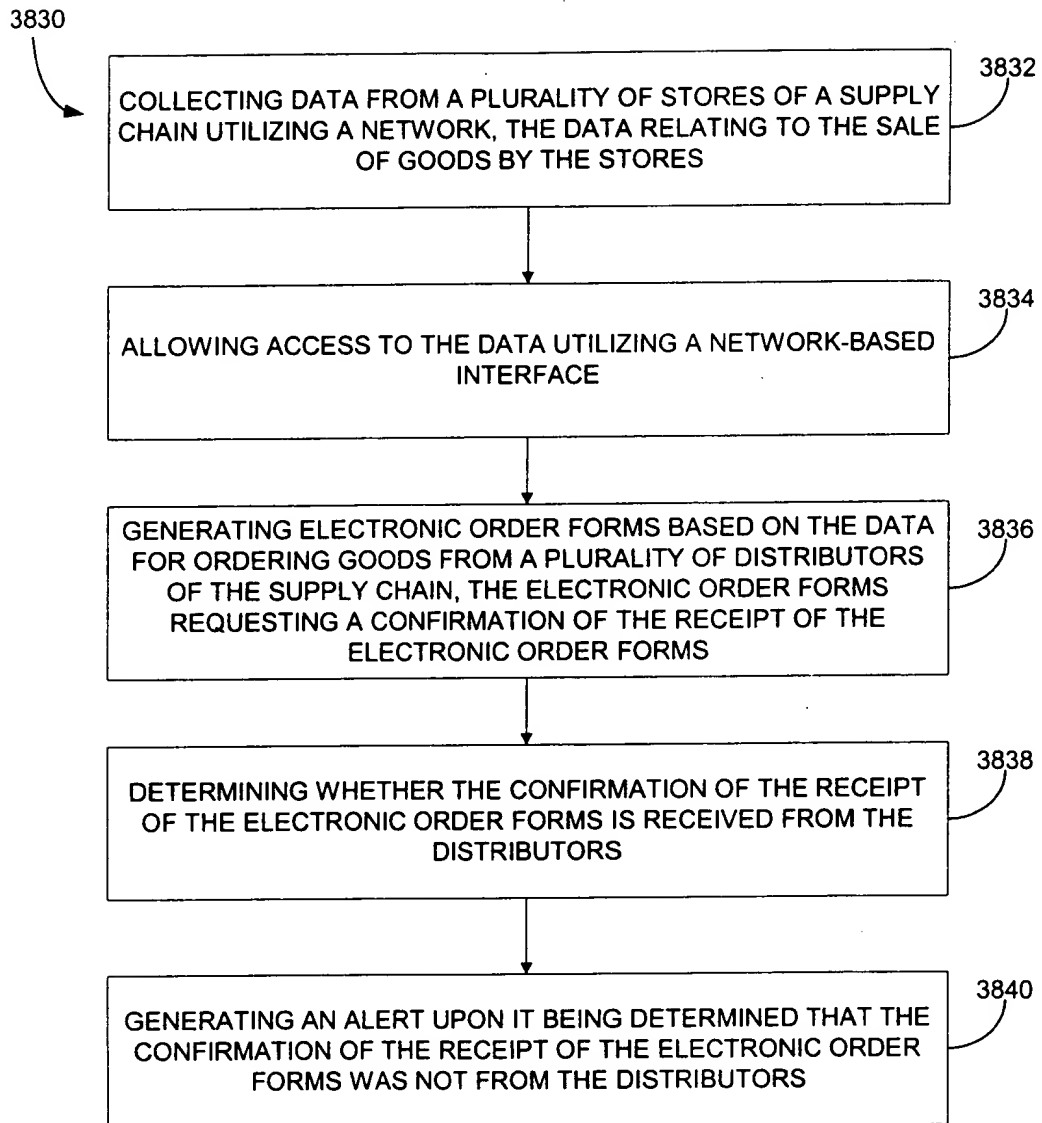 3830
3832
COLLECTING DATA FROM A PLURALITY OF STORES OF A SUPPLY
CHAIN UTILIZING A NETWORK, THE DATA RELATING TO THE SALE
OF GOODS BY THE STORES
3834
ALLOWING ACCESS TO THE DATA UTILIZING A NETWORK-BASED
INTERFACE
3836
GENERATING ELECTRONIC ORDER FORMS BASED ON THE DATA
FOR ORDERING GOODS FROM A PLURALITY OF DISTRIBUTORS
OF THE SUPPLY CHAIN, THE ELECTRONIC ORDER FORMS
REQUESTING A CONFIRMATION OF THE RECEIPT OF THE
ELECTRONIC ORDER FORMS
3838
DETERMINING WHETHER THE CONFIRMATION OF THE RECEIPT
OF THE ELECTRONIC ORDER FORMS IS RECEIVED FROM THE
DISTRIBUTORS
3840
GENERATING AN ALERT UPON IT BEING DETERMINED THAT THE
CONFIRMATION OF THE RECEIPT OF THE ELECTRONIC ORDER
FORMS WAS NOT FROM THE DISTRIBUTORS